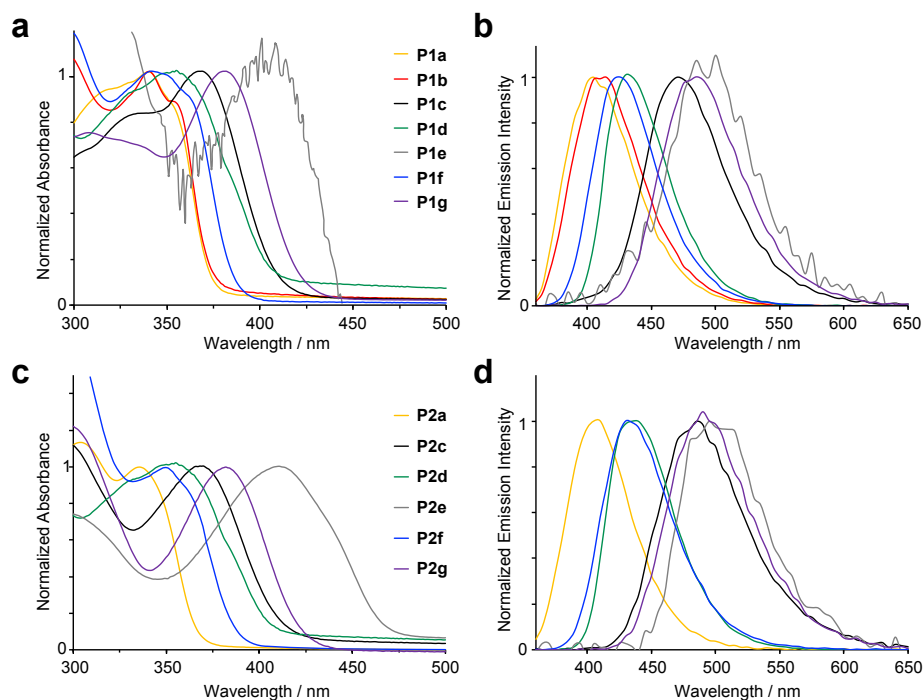 a
Normalized Absorbance
1
0
300
350
400
450
500
Wavelength / nm
P1a
P1b
P1c
P1d
P1e
P1f
P1g
b
Normalized Emission Intensity
1
0
400
450
500
550
600
650
Wavelength / nm
c
Normalized Absorbance
1
0
300
350
400
450
500
Wavelength / nm
P2a
P2c
P2d
P2e
P2f
P2g
d
Normalized Emission Intensity
1
0
400
450
500
550
600
650
Wavelength / nm